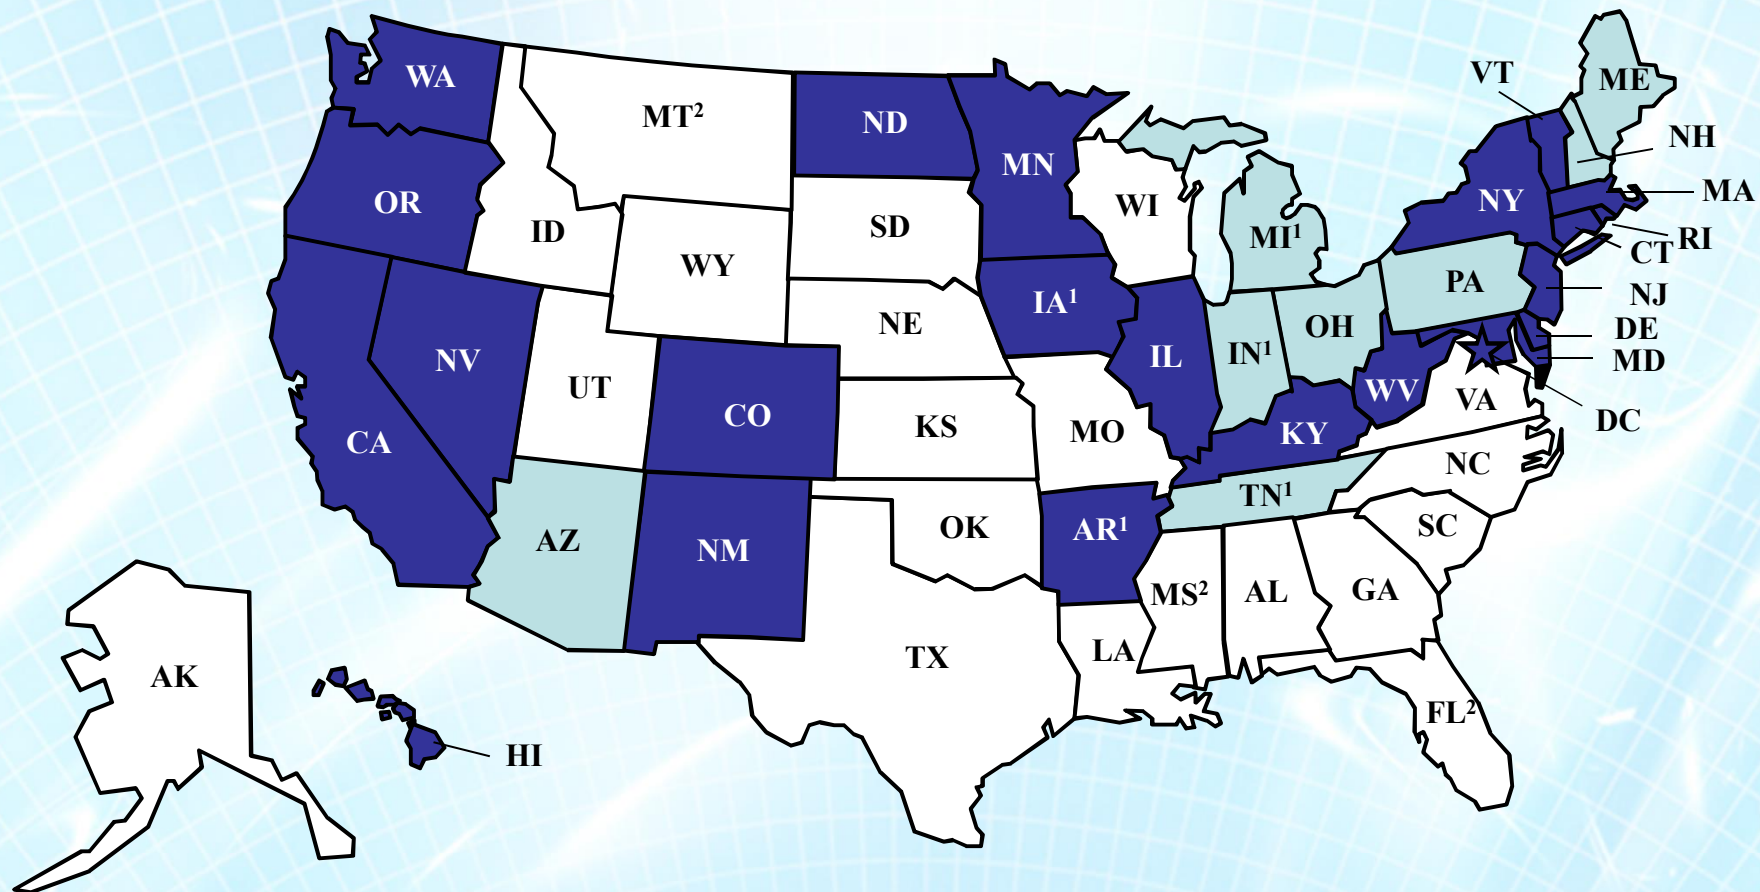 WA
MT²
ND
MN
VT
ME
NH
OR
ID
SD
WI
MI¹
NY
MA
RI
CT
WY
IA¹
PA
NJ
NE
OH
DE
NV
IL
IN¹
MD
UT
CO
WV
VA
DC
CA
KS
MO
KY
NC
TN¹
AZ
NM
OK
AR¹
SC
MS²
AL
GA
AK
TX
LA
FL²
HI